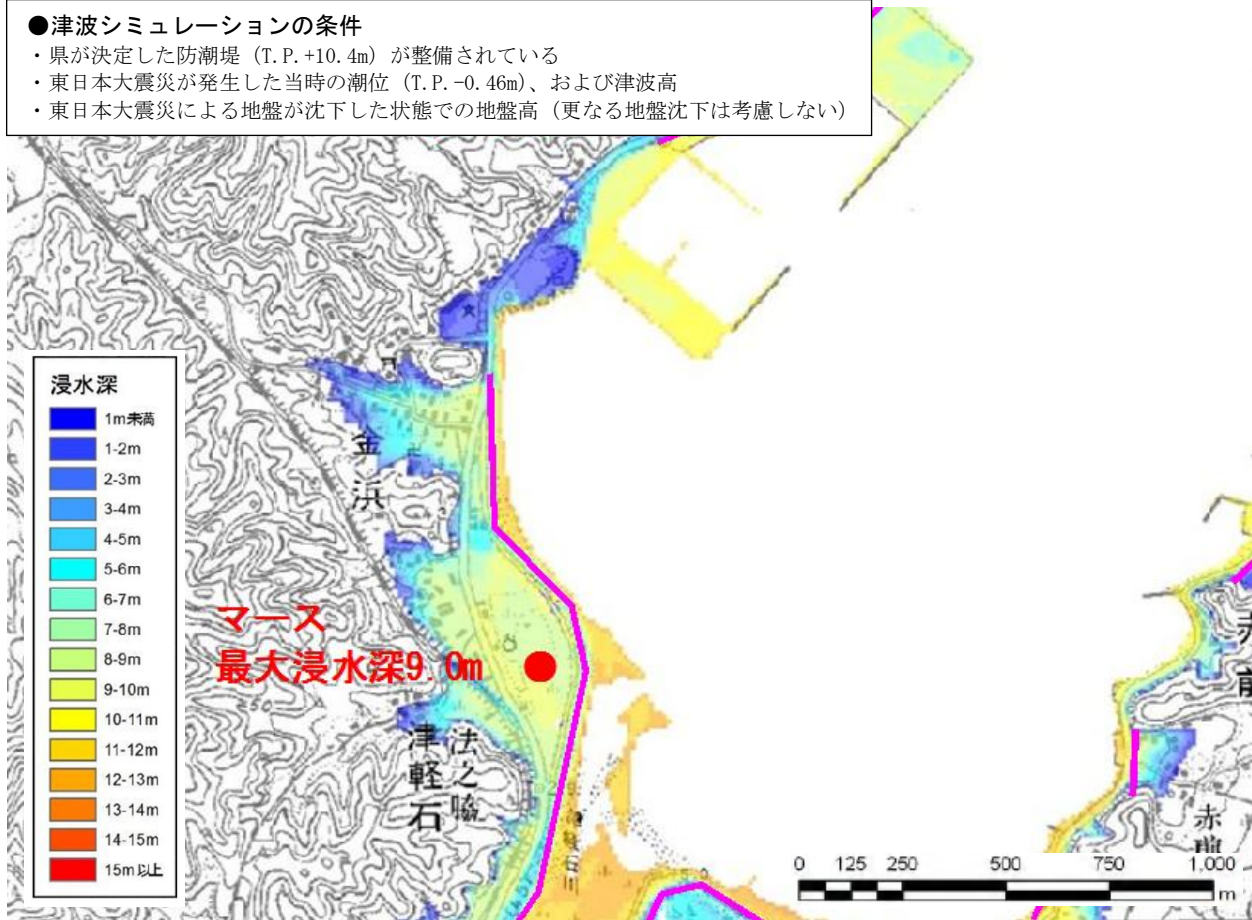 ●津波シミュレーションの条件
・県が決定した防潮堤（T.P.+10.4m）が整備されている
・東日本大震災が発生した当時の潮位（T.P.-0.46m）、および津波高
・東日本大震災による地盤が沈下した状態での地盤高（更なる地盤沈下は考慮しない）
浸水深
1m未満
1-2m
2-3m
3-4m
4-5m
5-6m
6-7m
7-8m
8-9m
9-10m
10-11m
11-12m
12-13m
13-14m
14-15m
15m以上
金浜
マース
最大浸水深9.0m
津軽石
法之脇
赤前
赤前
0 125 250 500 750 1,000
m